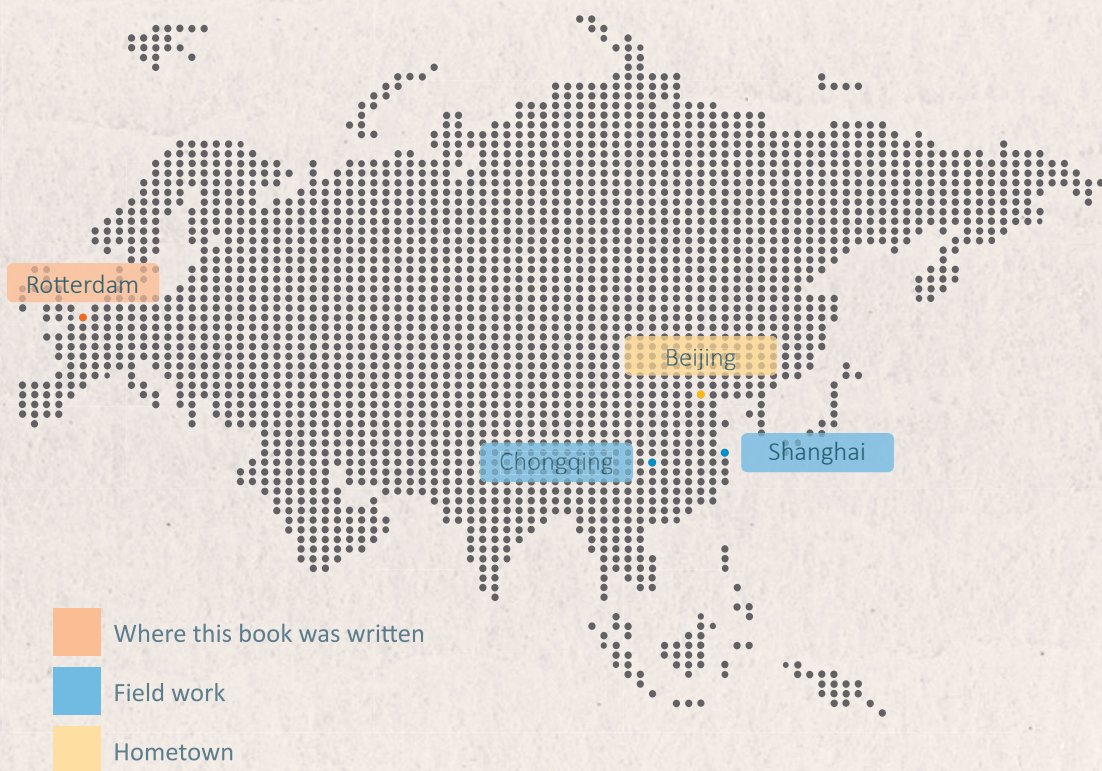 Rotterdam
Beijing
Chongqing
Shanghai
Where this book was written
Field work
Hometown